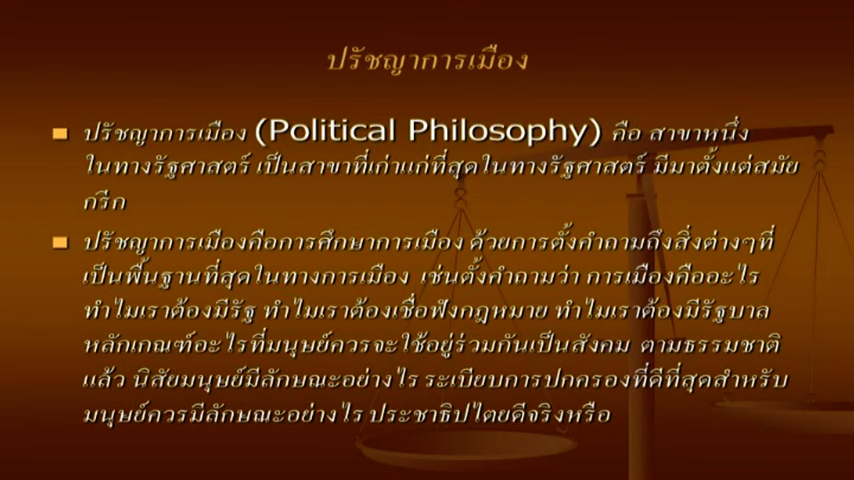 ปรัชญาการเมือง
ปรัชญาการเมือง (Political Philosophy) คือ สาขาหนึ่ง
ในทางรัฐศาสตร์ เป็นสาขาที่เก่าแก่ที่สุดในทางรัฐศาสตร์ มีมาตั้งแต่สมัย
กรีก
ปรัชญาการเมืองคือการศึกษาการเมือง ด้วยการตั้งคำถามถึงสิ่งต่างๆที่
เป็นพื้นฐานที่สุดในทางการเมือง เช่นตั้งคำถามว่า การเมืองคืออะไร
ทำไมเราต้องมีรัฐ ทำไมเราต้องเชื่อฟังกฎหมาย ทำไมเราต้องมีรัฐบาล
หลักเกณฑ์อะไรที่มนุษย์ควรจะใช้อยู่ร่วมกันเป็นสังคม ตามธรรมชาติ
แล้ว นิสัยมนุษย์มีลักษณะอย่างไร ระเบียบการปกครองที่ดีที่สุดสำหรับ
มนุษย์ควรมีลักษณะอย่างไร ประชาธิปไตยดีจริงหรือ